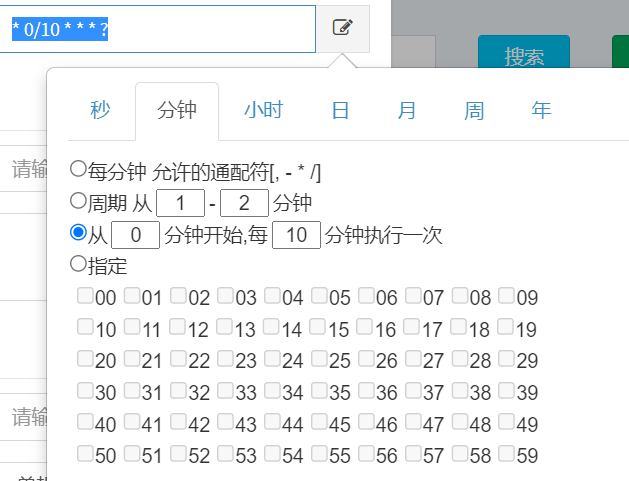 * 0/10 * * * ?
搜索
秒 分钟 小时 日 月 周 年
请输
每分钟 允许的通配符[, - * /]
周期 从 1 - 2 分钟
从 0 分钟开始,每 10 分钟执行一次
指定
00 01 02 03 04 05 06 07 08 09
10 11 12 13 14 15 16 17 18 19
20 21 22 23 24 25 26 27 28 29
30 31 32 33 34 35 36 37 38 39
请输
40 41 42 43 44 45 46 47 48 49
50 51 52 53 54 55 56 57 58 59